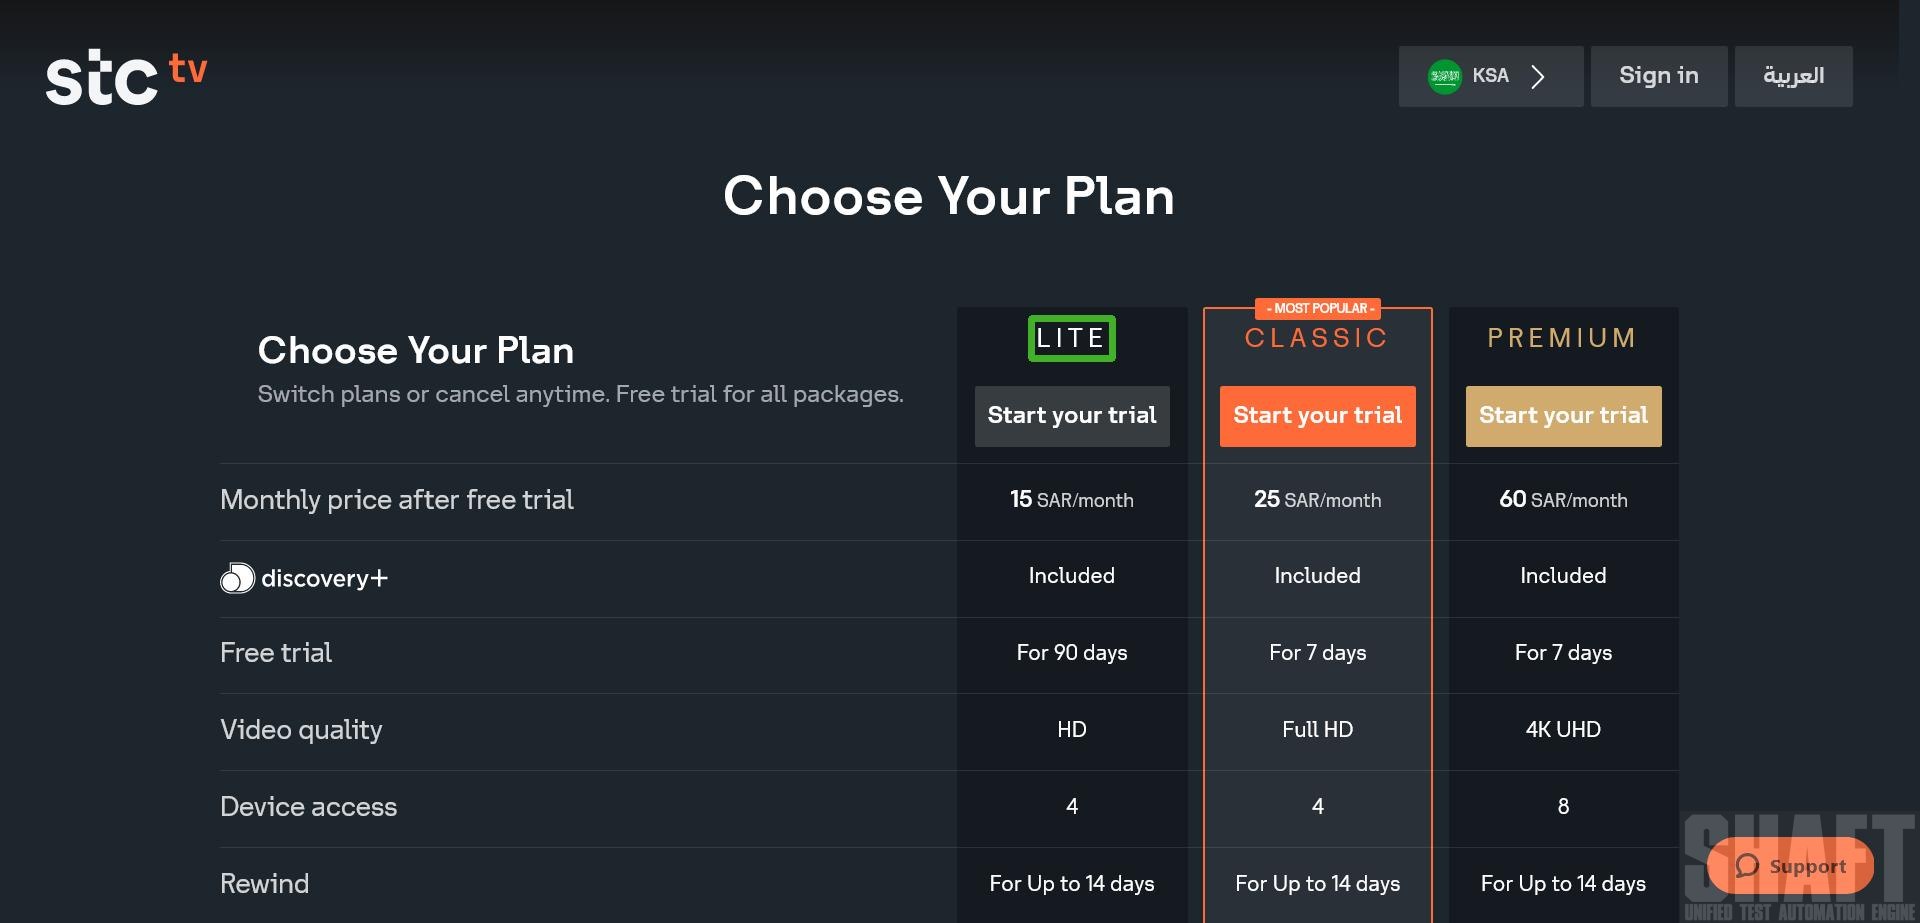 stc tv
KSA
Sign in
العربية
Choose Your Plan
Choose Your Plan
Switch plans or cancel anytime. Free trial for all packages.
LITE
- MOST POPULAR -
CLASSIC
PREMIUM
Start your trial
Start your trial
Start your trial
Monthly price after free trial
15 SAR/month
25 SAR/month
60 SAR/month
discovery+
Included
Included
Included
Free trial
For 90 days
For 7 days
For 7 days
Video quality
HD
Full HD
4K UHD
Device access
4
4
8
Rewind
For Up to 14 days
For Up to 14 days
For Up to 14 days
Support
SHAFT
UNIFIED TEST AUTOMATION ENGINE